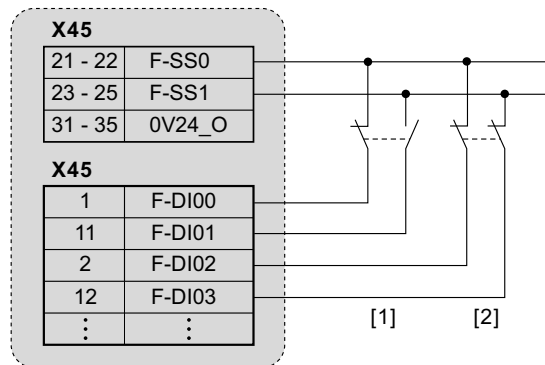 X45
21 - 22 F-SS0
23 - 25 F-SS1
31 - 35 0V24_O
X45
1 F-DI00
11 F-DI01
2 F-DI02
12 F-DI03
⋮ ⋮
[1] [2]